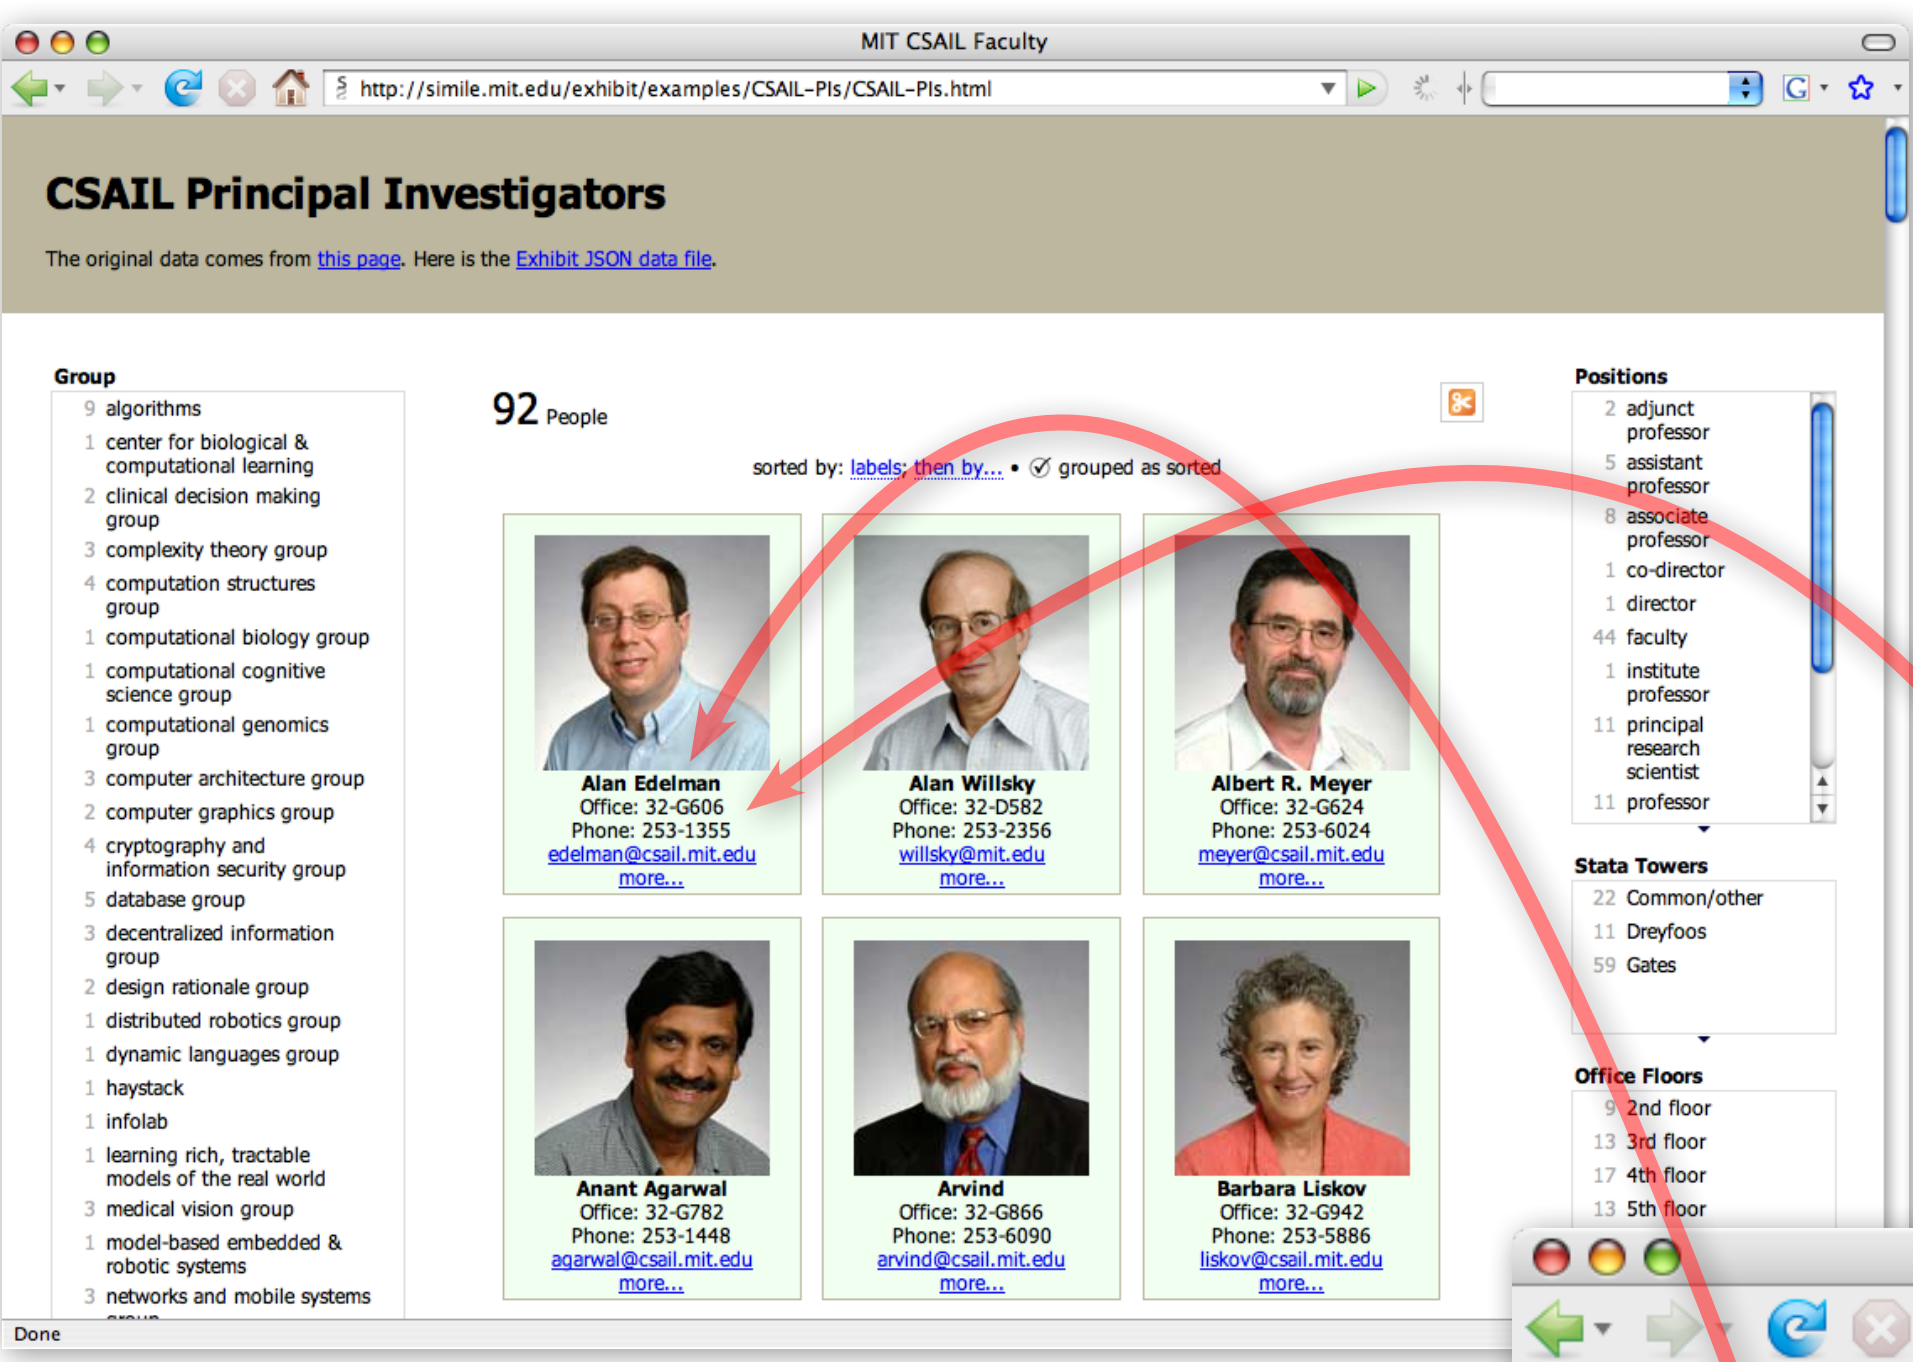 MIT CSAIL Faculty
http://simile.mit.edu/exhibit/examples/CSAIL-PIs/CSAIL-PIs.html
G
CSAIL Principal Investigators
The original data comes from this page. Here is the Exhibit JSON data file.
Group
9 algorithms
1 center for biological &
computational learning
2 clinical decision making
group
3 complexity theory group
4 computation structures
group
1 computational biology group
1 computational cognitive
science group
1 computational genomics
group
3 computer architecture group
2 computer graphics group
4 cryptography and
information security group
5 database group
3 decentralized information
group
2 design rationale group
1 distributed robotics group
1 dynamic languages group
1 haystack
1 infolab
1 learning rich, tractable
models of the real world
3 medical vision group
1 model-based embedded &
robotic systems
3 networks and mobile systems
92 People
sorted by: labels; then by... • grouped as sorted
Alan Edelman
Office: 32-G606
Phone: 253-1355
edelman@csail.mit.edu
more...
Alan Willsky
Office: 32-D582
Phone: 253-2356
willsky@mit.edu
more...
Albert R. Meyer
Office: 32-G624
Phone: 253-6024
meyer@csail.mit.edu
more...
Anant Agarwal
Office: 32-G782
Phone: 253-1448
agarwal@csail.mit.edu
more...
Arvind
Office: 32-G866
Phone: 253-6090
arvind@csail.mit.edu
more...
Barbara Liskov
Office: 32-G942
Phone: 253-5886
liskov@csail.mit.edu
more...
Positions
2 adjunct
professor
5 assistant
professor
8 associate
professor
1 co-director
1 director
44 faculty
1 institute
professor
11 principal
research
scientist
11 professor
Stata Towers
22 Common/other
11 Dreyfoos
59 Gates
Office Floors
9 2nd floor
13 3rd floor
17 4th floor
13 5th floor
Done